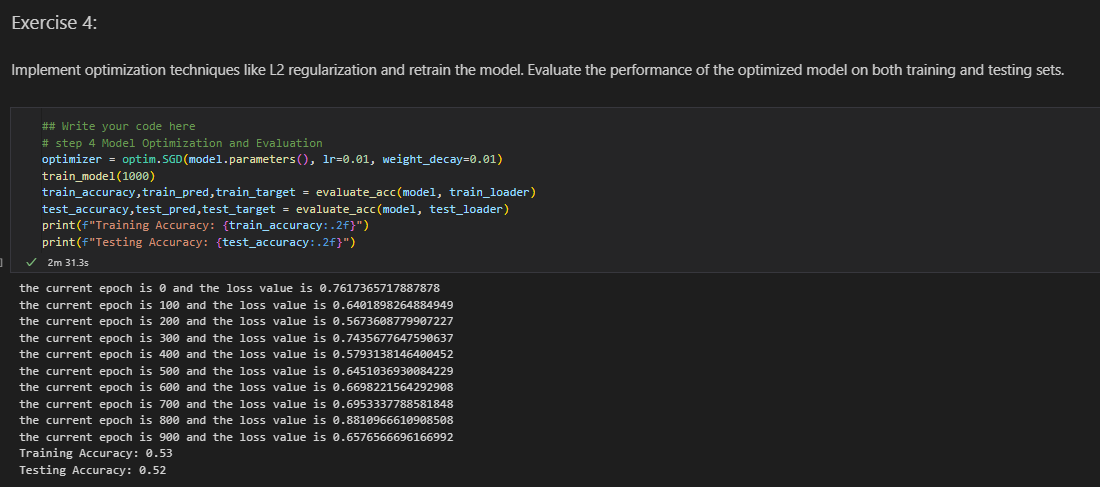 Exercise 4:
Implement optimization techniques like L2 regularization and retrain the model. Evaluate the performance of the optimized model on both training and testing sets.
## Write your code here
# step 4 Model Optimization and Evaluation
optimizer = optim.SGD(model.parameters(), lr=0.01, weight_decay=0.01)
train_model(1000)
train_accuracy,train_pred,train_target = evaluate_acc(model, train_loader)
test_accuracy,test_pred,test_target = evaluate_acc(model, test_loader)
print(f"Training Accuracy: {train_accuracy:.2f}")
print(f"Testing Accuracy: {test_accuracy:.2f}")
] ✓ 2m 31.3s
the current epoch is 0 and the loss value is 0.7617365717887878
the current epoch is 100 and the loss value is 0.6401898264884949
the current epoch is 200 and the loss value is 0.5673608779907227
the current epoch is 300 and the loss value is 0.7435677647590637
the current epoch is 400 and the loss value is 0.5793138146400452
the current epoch is 500 and the loss value is 0.6451036930084229
the current epoch is 600 and the loss value is 0.6698221564292908
the current epoch is 700 and the loss value is 0.6953337788581848
the current epoch is 800 and the loss value is 0.8810966610908508
the current epoch is 900 and the loss value is 0.6576566696166992
Training Accuracy: 0.53
Testing Accuracy: 0.52